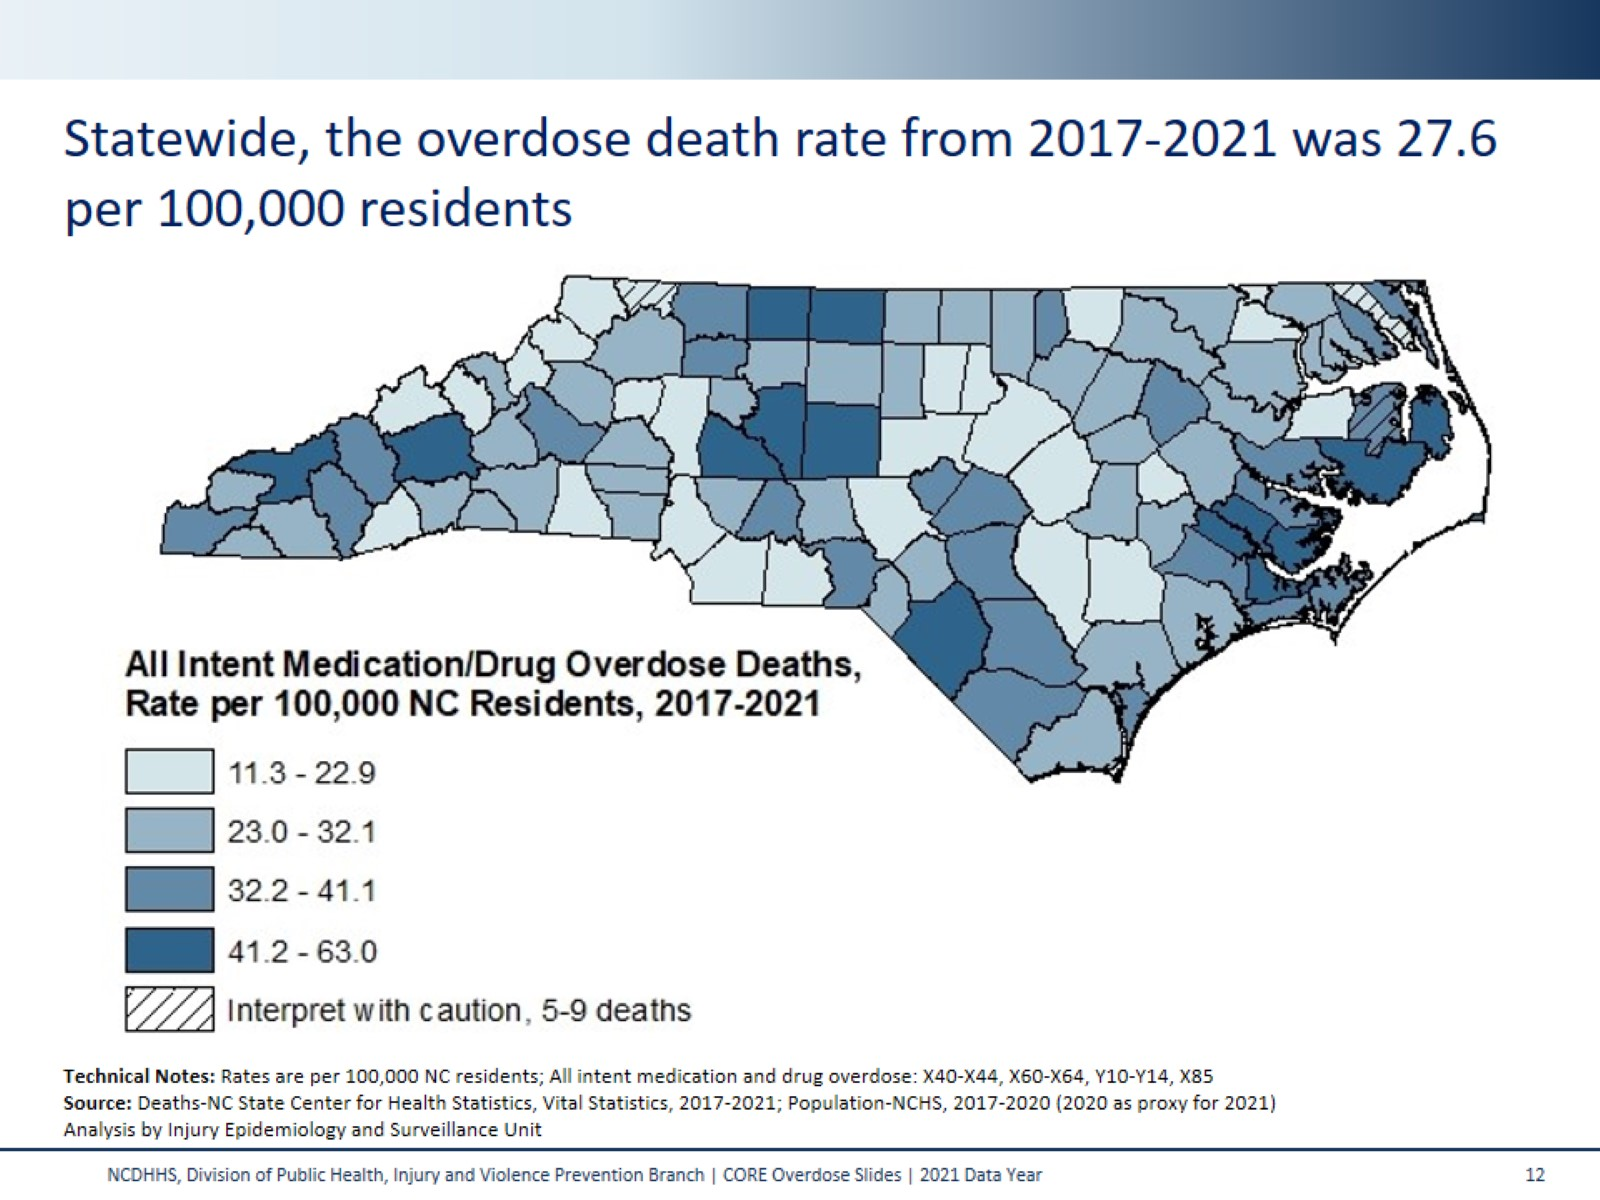 Statewide, the overdose death rate from 2017-2021 was 27.6
per 100,000 residents
All Intent Medication/Drug Overdose Deaths,
Rate per 100,000 NC Residents, 2017-2021
11.3 - 22.9
23.0 - 32.1
32.2 - 41.1
41.2 - 63.0
Interpret with caution, 5-9 deaths
Technical Notes: Rates are per 100,000 NC residents; All intent medication and drug overdose: X40-X44, X60-X64, Y10-Y14, X85
Source: Deaths-NC State Center for Health Statistics, Vital Statistics, 2017-2021; Population-NCHS, 2017-2020 (2020 as proxy for 2021)
Analysis by Injury Epidemiology and Surveillance Unit
NCDHHS, Division of Public Health, Injury and Violence Prevention Branch | CORE Overdose Slides | 2021 Data Year
12